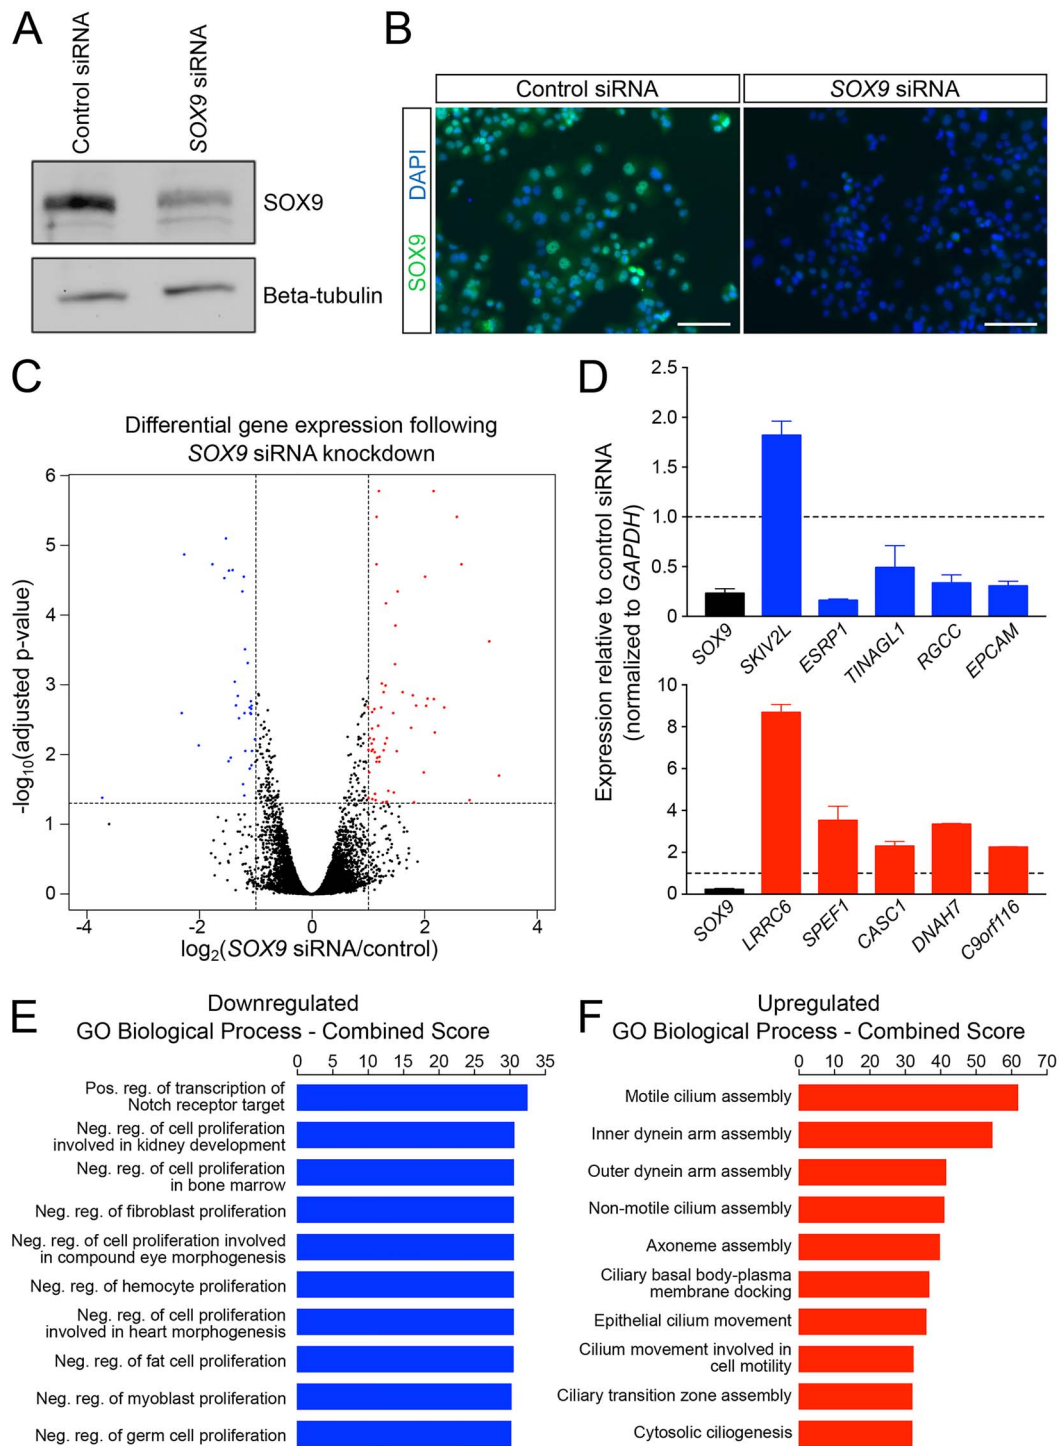 A
Control siRNA
SOX9 siRNA
SOX9
Beta-tubulin
B
Control siRNA
SOX9 siRNA
SOX9 DAPI
C
Differential gene expression following
SOX9 siRNA knockdown
-log10(adjusted p-value)
6
5
4
3
2
1
0
-4
-2
0
2
4
log2(SOX9 siRNA/control)
D
Expression relative to control siRNA
(normalized to GAPDH)
2.5
2.0
1.5
1.0
0.5
0
SOX9
SKIV2L
ESRP1
TINAGL1
RGCC
EPCAM
10
8
6
4
2
0
SOX9
LRRC6
SPEF1
CASC1
DNAH7
C9orf116
E
Downregulated
GO Biological Process - Combined Score
0 5 10 15 20 25 30 35
Pos. reg. of transcription of
Notch receptor target
Neg. reg. of cell proliferation
involved in kidney development
Neg. reg. of cell proliferation
in bone marrow
Neg. reg. of fibroblast proliferation
Neg. reg. of cell proliferation involved
in compound eye morphogenesis
Neg. reg. of hemocyte proliferation
Neg. reg. of cell proliferation
involved in heart morphogenesis
Neg. reg. of fat cell proliferation
Neg. reg. of myoblast proliferation
Neg. reg. of germ cell proliferation
F
Upregulated
GO Biological Process - Combined Score
0 10 20 30 40 50 60 70
Motile cilium assembly
Inner dynein arm assembly
Outer dynein arm assembly
Non-motile cilium assembly
Axoneme assembly
Ciliary basal body-plasma
membrane docking
Epithelial cilium movement
Cilium movement involved in
cell motility
Ciliary transition zone assembly
Cytosolic ciliogenesis